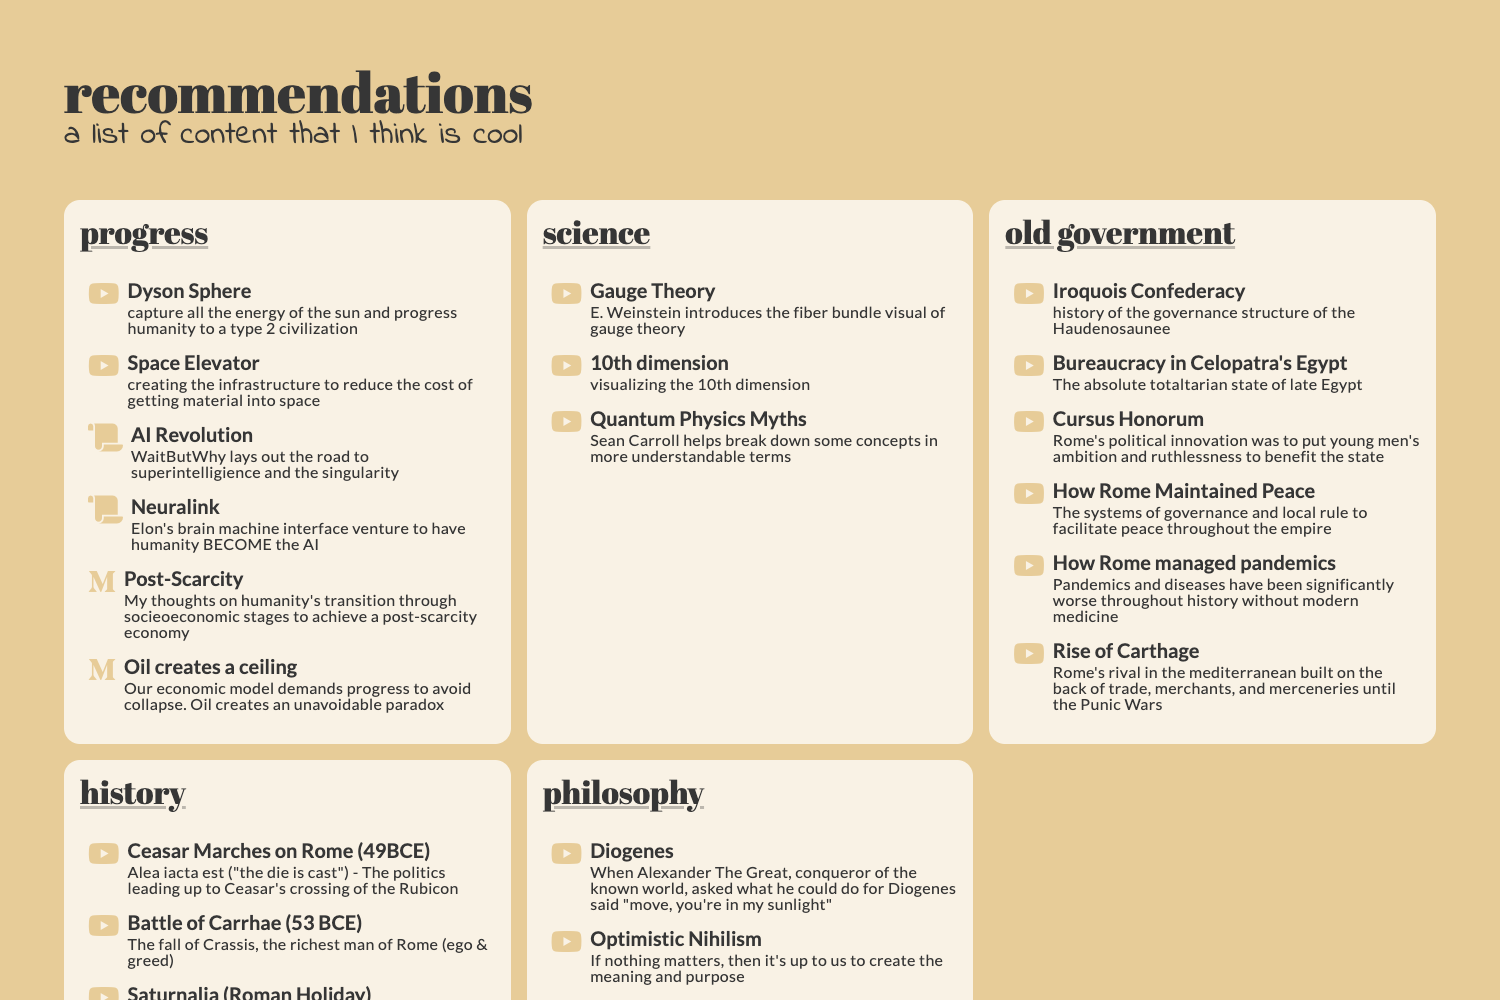 recommendations
a list of content that I think is cool
progress
Dyson Sphere
capture all the energy of the sun and progress
humanity to a type 2 civilization
Space Elevator
creating the infrastructure to reduce the cost of
getting material into space
AI Revolution
WaitButWhy lays out the road to
superintelligience and the singularity
Neuralink
Elon's brain machine interface venture to have
humanity BECOME the AI
M Post-Scarcity
My thoughts on humanity's transition through
socieoeconomic stages to achieve a post-scarcity
economy
M Oil creates a ceiling
Our economic model demands progress to avoid
collapse. Oil creates an unavoidable paradox
science
Gauge Theory
E. Weinstein introduces the fiber bundle visual of
gauge theory
10th dimension
visualizing the 10th dimension
Quantum Physics Myths
Sean Carroll helps break down some concepts in
more understandable terms
old government
Iroquois Confederacy
history of the governance structure of the
Haudenosaunee
Bureaucracy in Celopatra's Egypt
The absolute totaltarian state of late Egypt
Cursus Honorum
Rome's political innovation was to put young men's
ambition and ruthlessness to benefit the state
How Rome Maintained Peace
The systems of governance and local rule to
facilitate peace throughout the empire
How Rome managed pandemics
Pandemics and diseases have been significantly
worse throughout history without modern
medicine
Rise of Carthage
Rome's rival in the mediterranean built on the
back of trade, merchants, and merceneries until
the Punic Wars
history
Ceasar Marches on Rome (49BCE)
Alea iacta est ("the die is cast") - The politics
leading up to Ceasar's crossing of the Rubicon
Battle of Carrhae (53 BCE)
The fall of Crassis, the richest man of Rome (ego &
greed)
Saturnalia (Roman Holiday)
philosophy
Diogenes
When Alexander The Great, conqueror of the
known world, asked what he could do for Diogenes
said "move, you're in my sunlight"
Optimistic Nihilism
If nothing matters, then it's up to us to create the
meaning and purpose